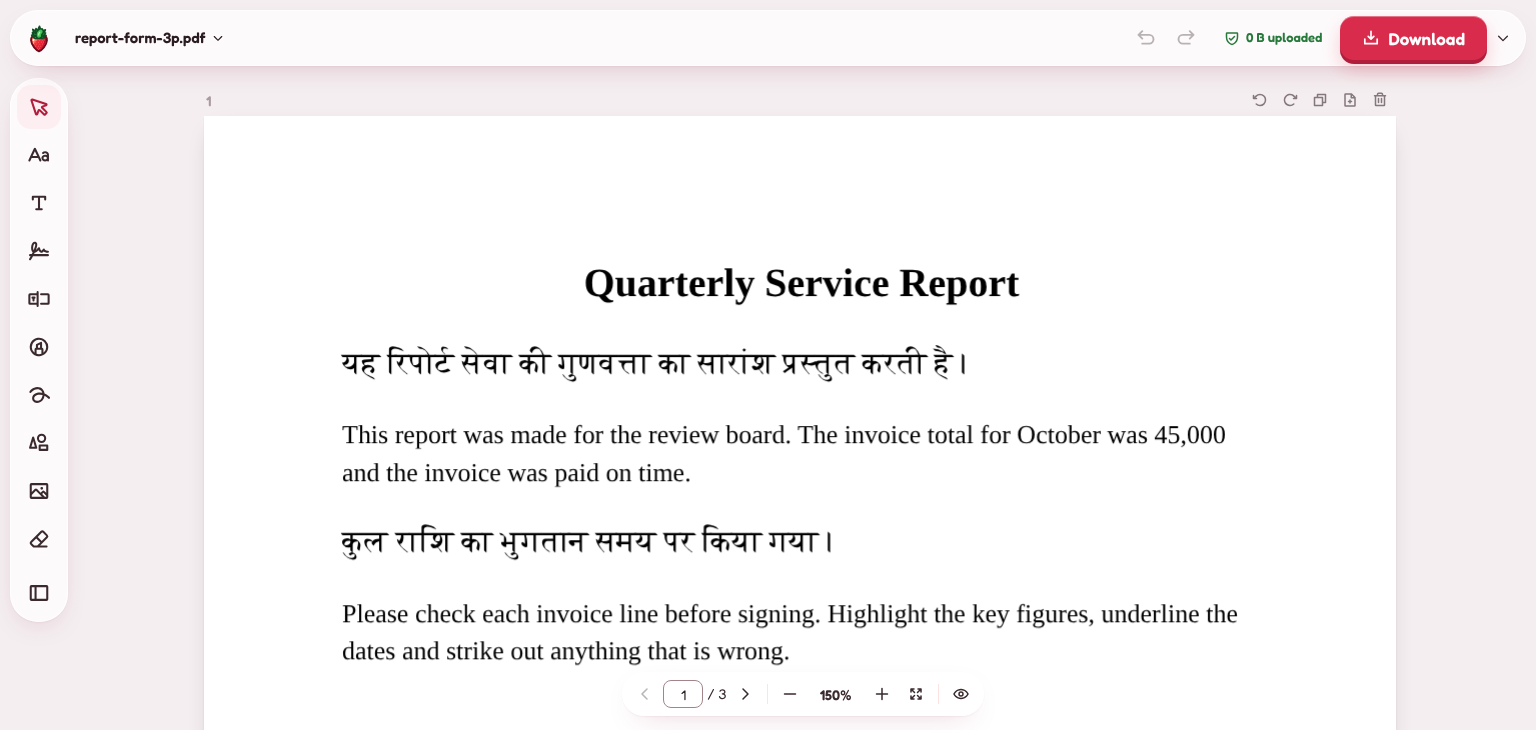 report-form-3p.pdf
0 B uploaded
Download
Aa
T
1
Quarterly Service Report
यह रिपोर्ट सेवा की गुणवत्ता का सारांश प्रस्तुत करती है।
This report was made for the review board. The invoice total for October was 45,000
and the invoice was paid on time.
कुल राशि का भुगतान समय पर किया गया।
Please check each invoice line before signing. Highlight the key figures, underline the
dates and strike out anything that is wrong.
1 / 3
150%